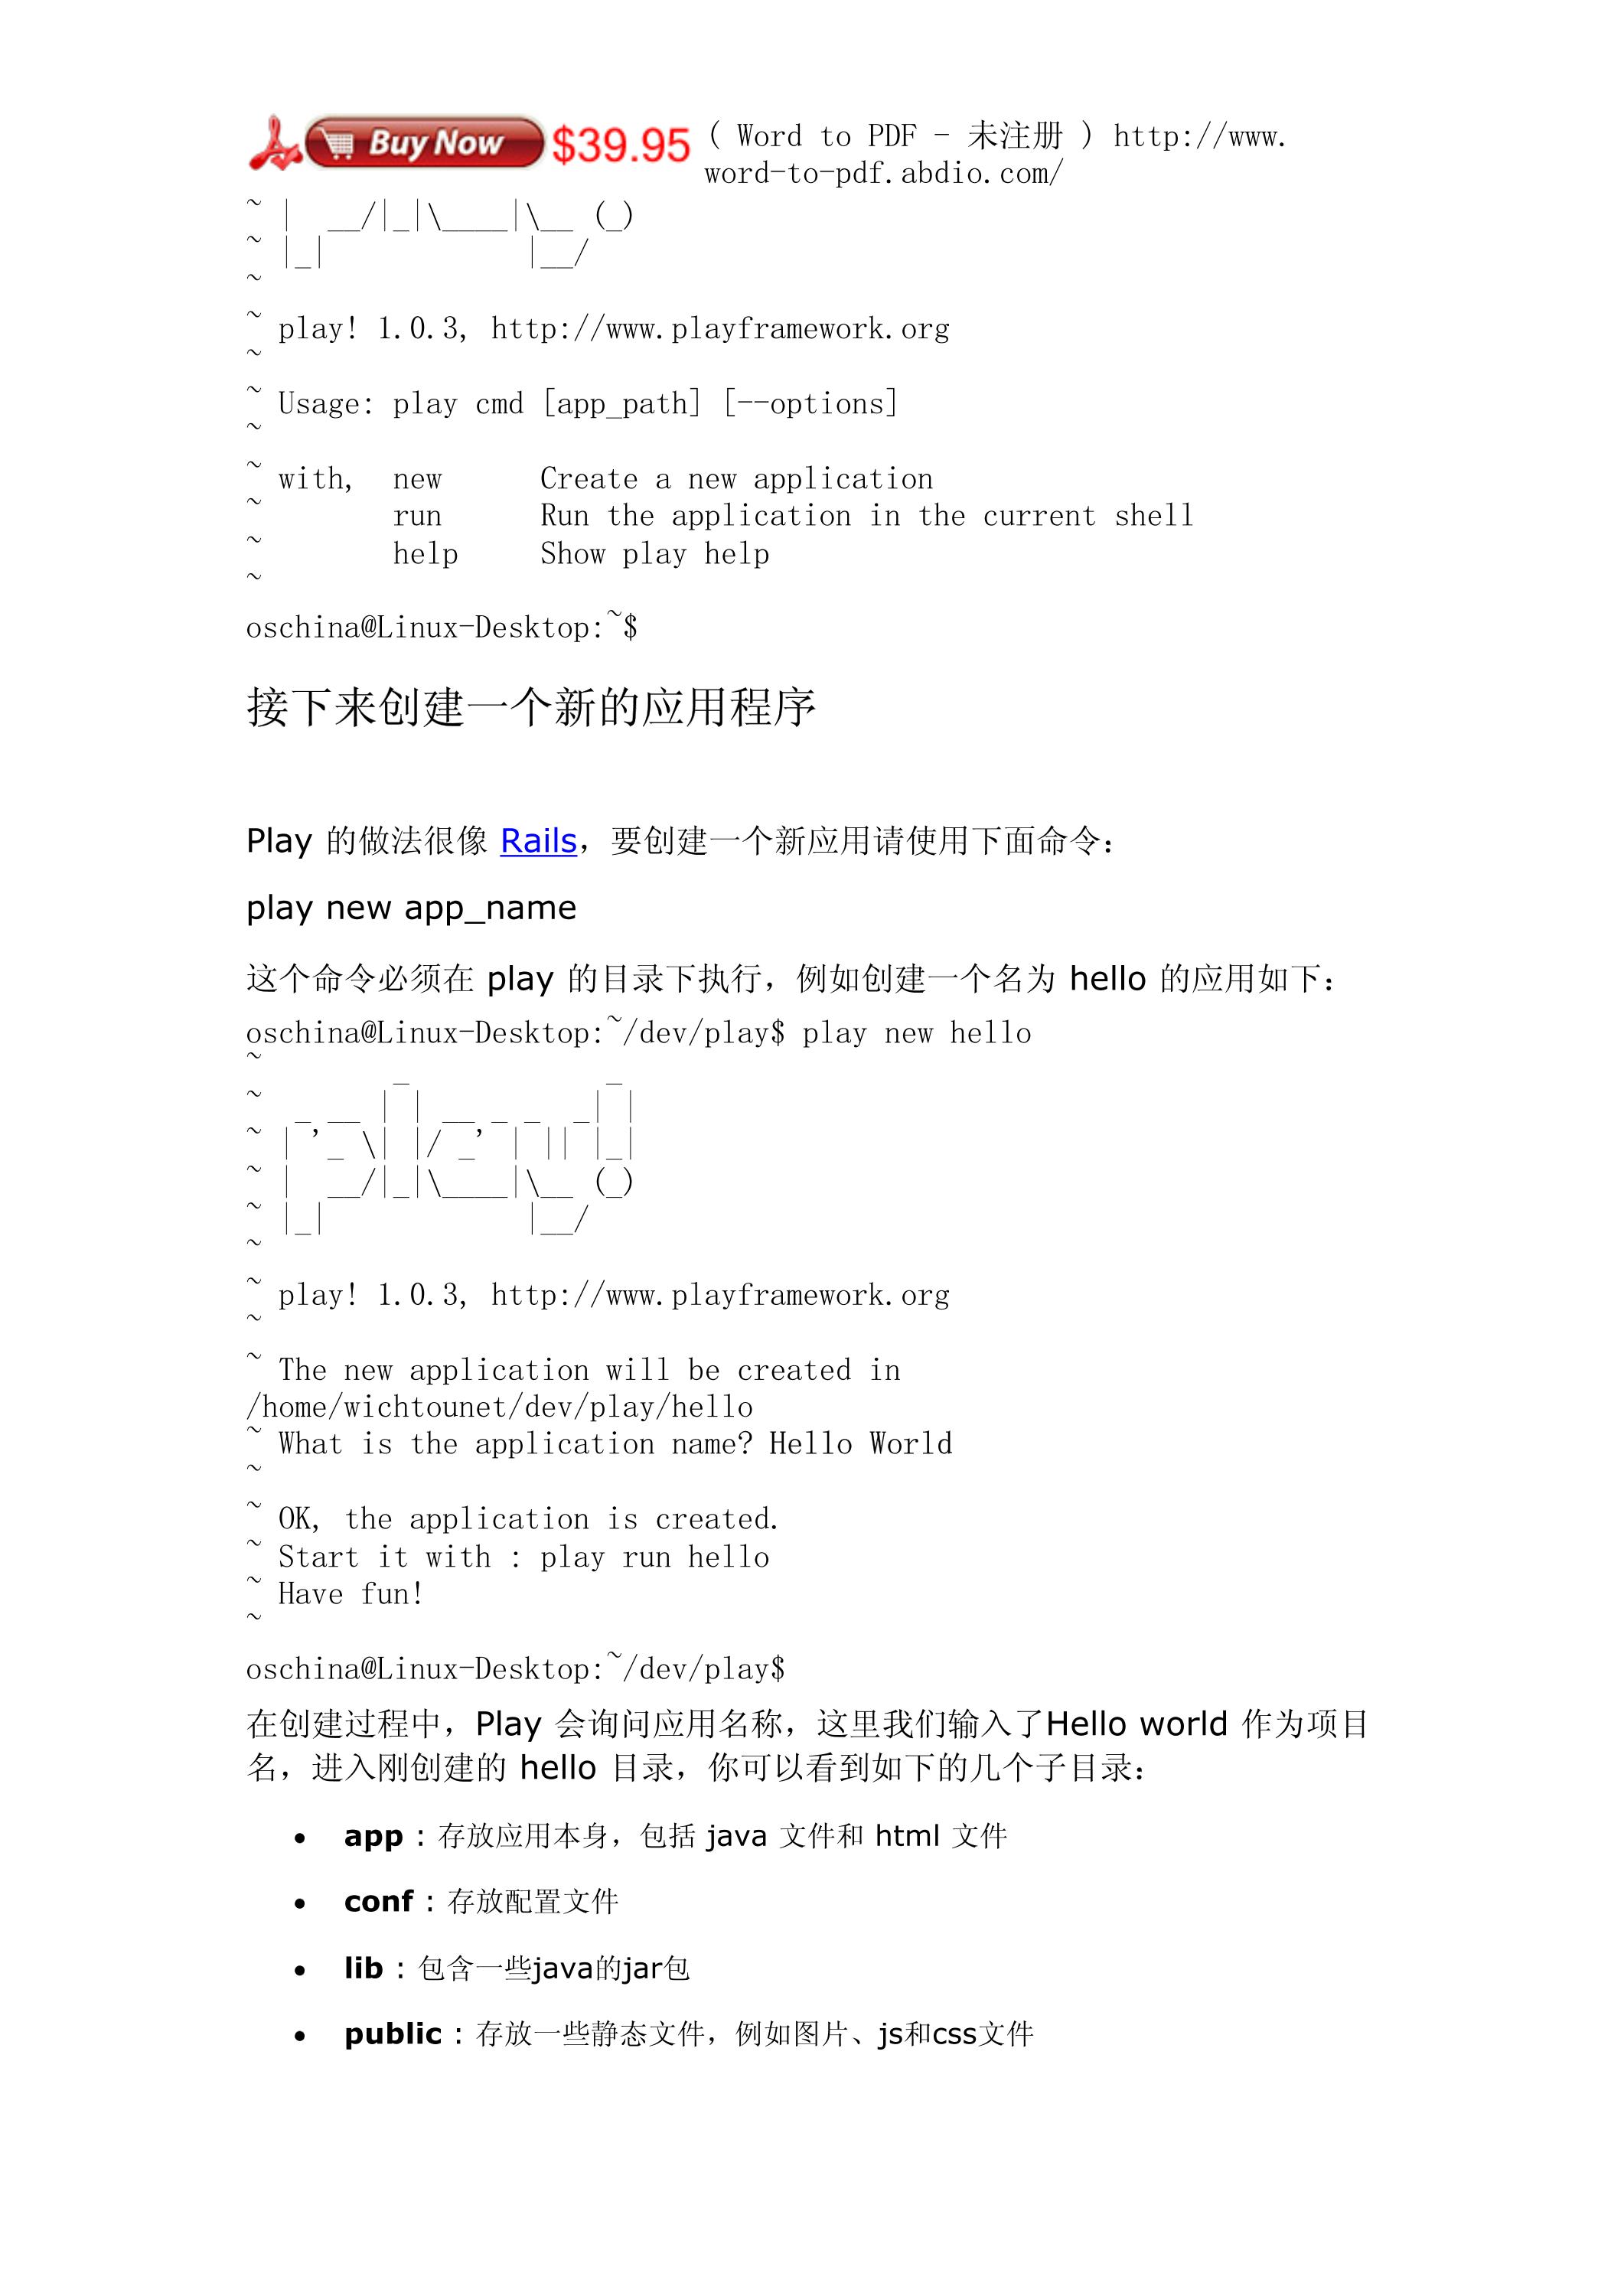 Buy Now $39.95 ( Word to PDF - 未注册 ) http://www.
word-to-pdf.abdio.com/
~ |  __/|_|\____|\__ (_)
~ |_|            |__/
~
~ play! 1.0.3, http://www.playframework.org
~
~ Usage: play cmd [app_path] [--options]
~
~ with,  new      Create a new application
~        run      Run the application in the current shell
~        help     Show play help
~
oschina@Linux-Desktop:~$
接下来创建一个新的应用程序
Play 的做法很像 Rails，要创建一个新应用请使用下面命令：
play new app_name
这个命令必须在 play 的目录下执行，例如创建一个名为 hello 的应用如下：
oschina@Linux-Desktop:~/dev/play$ play new hello
~
~        _            _
~  _ __ | | __ _ _  _| |
~ | '_ \| |/ _' | || |_|
~ |  __/|_|\____|\__ (_)
~ |_|            |__/
~
~ play! 1.0.3, http://www.playframework.org
~
~ The new application will be created in
/home/wichtounet/dev/play/hello
~ What is the application name? Hello World
~
~ OK, the application is created.
~ Start it with : play run hello
~ Have fun!
~
oschina@Linux-Desktop:~/dev/play$
在创建过程中，Play 会询问应用名称，这里我们输入了Hello world 作为项目
名，进入刚创建的 hello 目录，你可以看到如下的几个子目录：
• app : 存放应用本身，包括 java 文件和 html 文件
• conf : 存放配置文件
• lib : 包含一些java的jar包
• public : 存放一些静态文件，例如图片、js和css文件